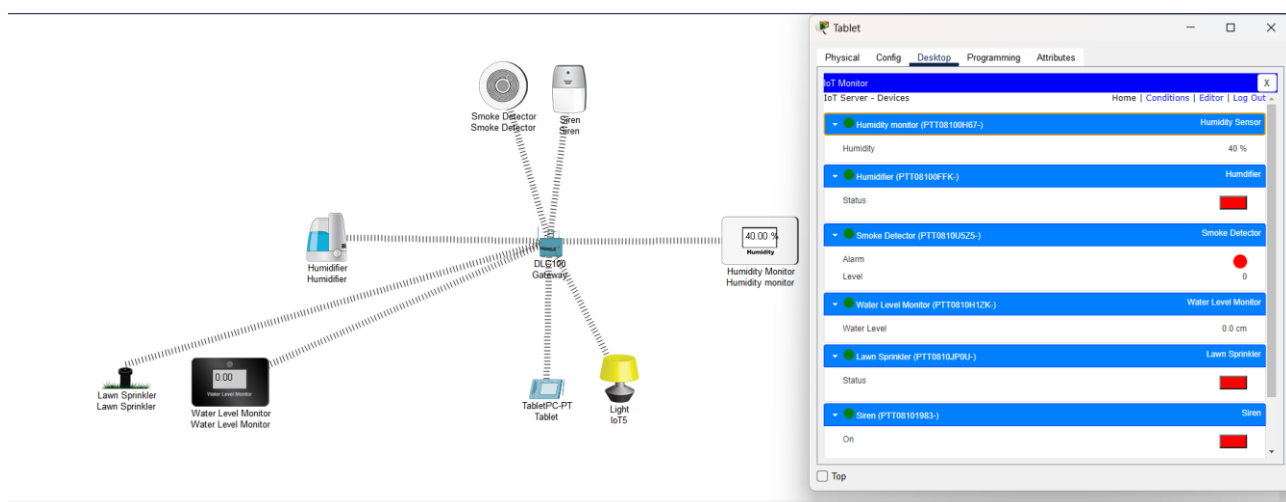 Smoke Detector
Smoke Detector
Siren
Siren
Humidifier
Humidifier
DLC100
Gateway
40.00 %
Humidity
Humidity Monitor
Humidity monitor
Lawn Sprinkler
Lawn Sprinkler
0.00
Water Level Monitor
Water Level Monitor
Water Level Monitor
TabletPC-PT
Tablet
Light
IoT5
Tablet
Physical Config Desktop Programming Attributes
IoT Monitor X
IoT Server - Devices Home | Conditions | Editor | Log Out
Humidity monitor (PTT08100H67-) Humidity Sensor
Humidity 40 %
Humidifier (PTT08100FFK-) Humdifier
Status
Smoke Detector (PTT0810U5Z5-) Smoke Detector
Alarm
Level 0
Water Level Monitor (PTT0810H1ZK-) Water Level Monitor
Water Level 0.0 cm
Lawn Sprinkler (PTT0810JP0U-) Lawn Sprinkler
Status
Siren (PTT08101983-) Siren
On
Top